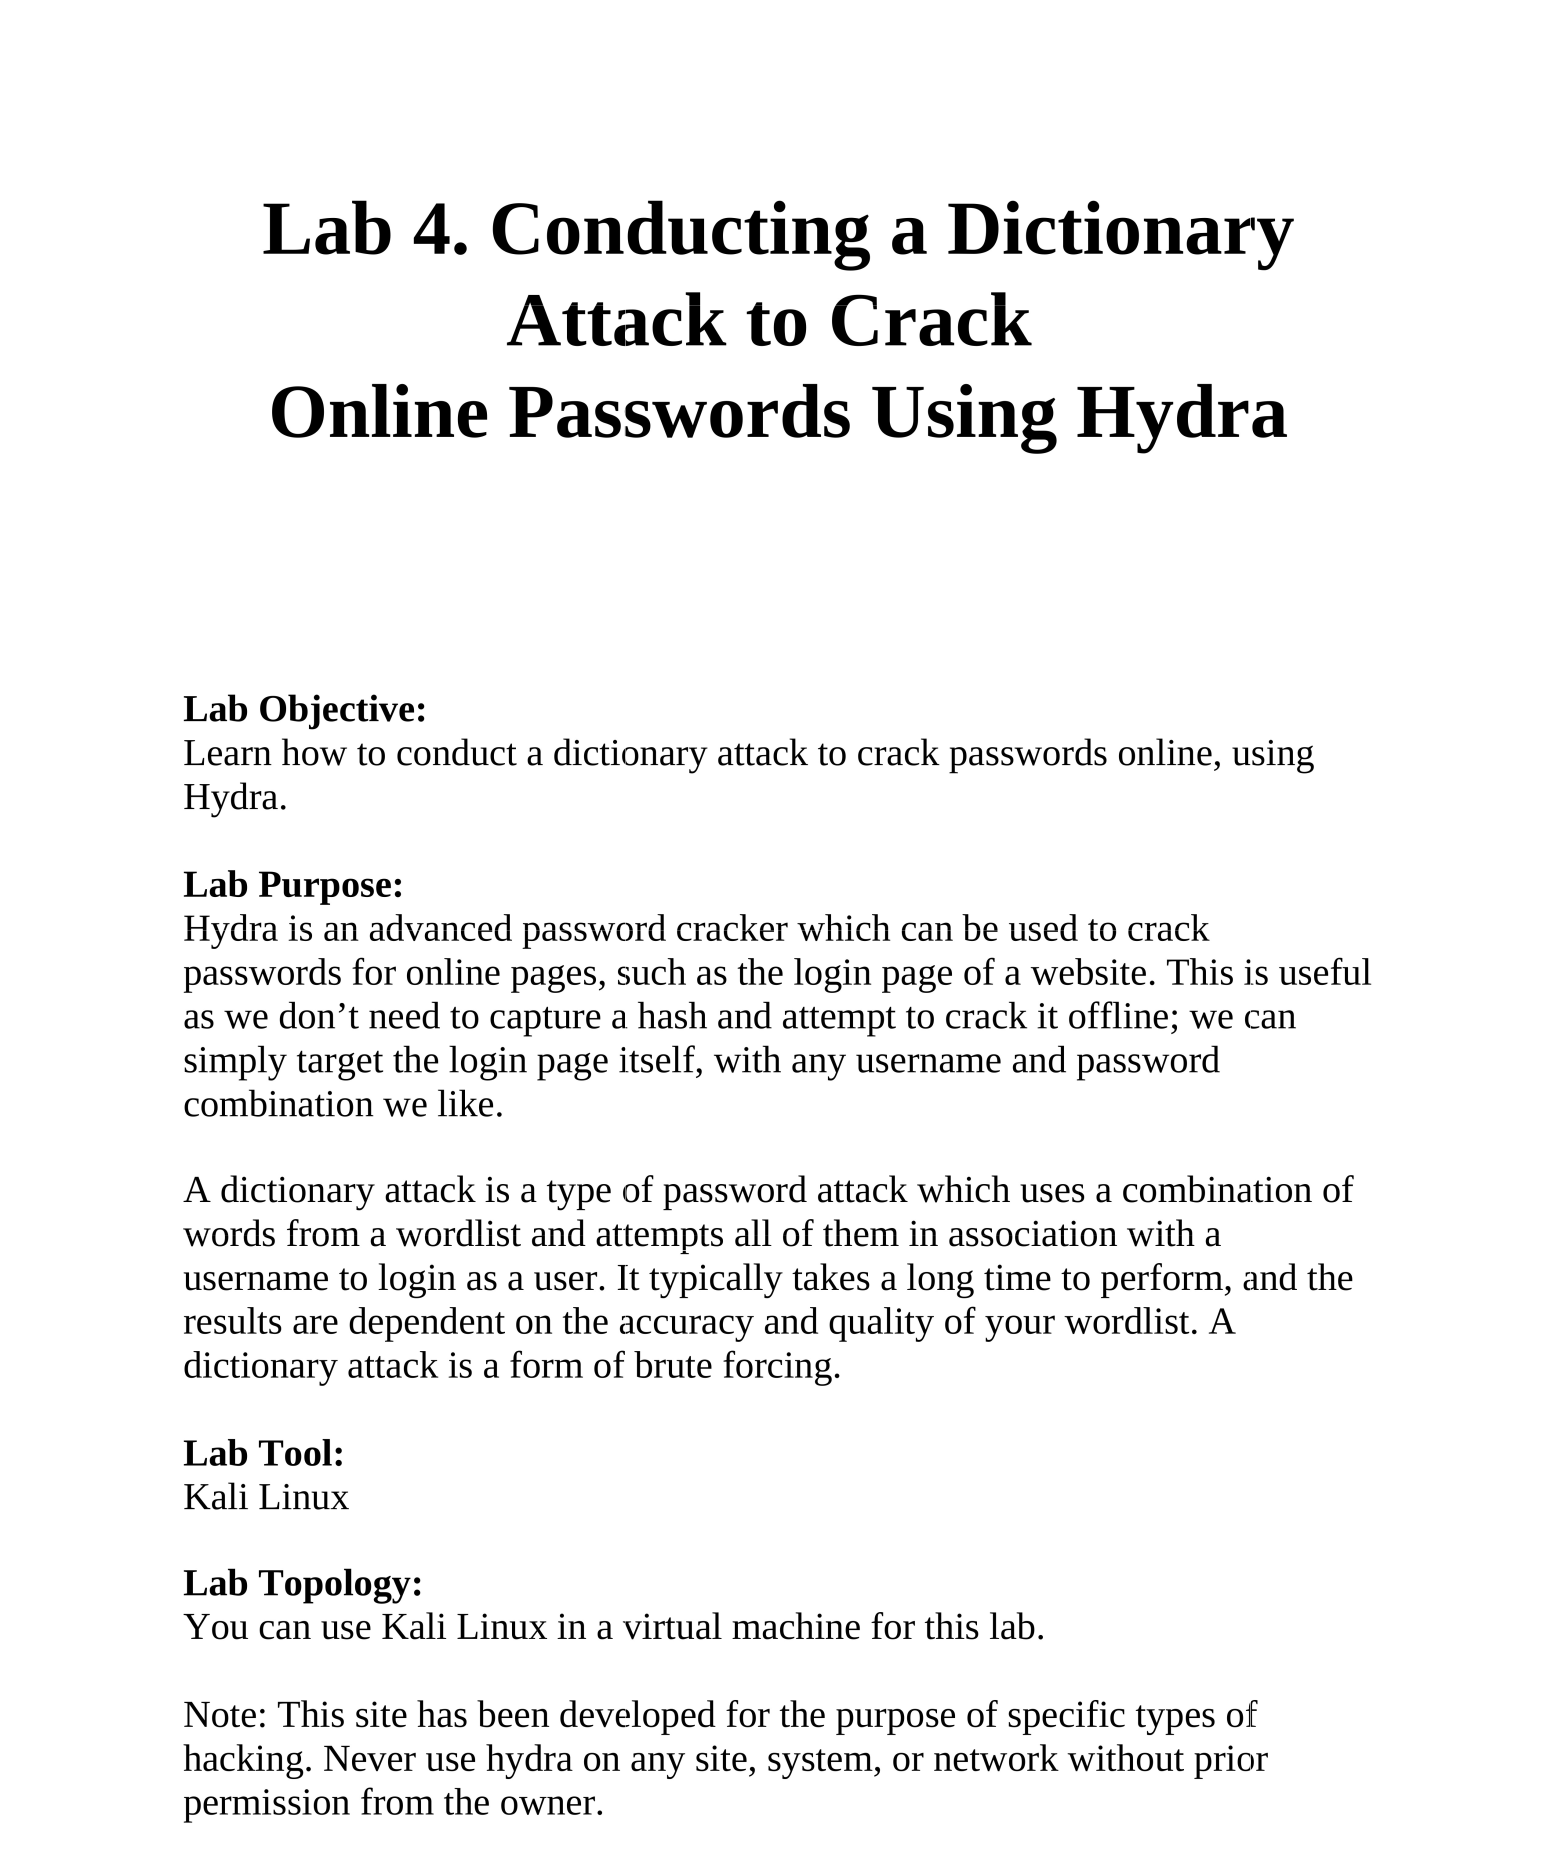 Lab 4. Conducting a Dictionary
Attack to Crack
Online Passwords Using Hydra
Lab Objective:
Learn how to conduct a dictionary attack to crack passwords online, using
Hydra.
Lab Purpose:
Hydra is an advanced password cracker which can be used to crack
passwords for online pages, such as the login page of a website. This is useful
as we don’t need to capture a hash and attempt to crack it offline; we can
simply target the login page itself, with any username and password
combination we like.
A dictionary attack is a type of password attack which uses a combination of
words from a wordlist and attempts all of them in association with a
username to login as a user. It typically takes a long time to perform, and the
results are dependent on the accuracy and quality of your wordlist. A
dictionary attack is a form of brute forcing.
Lab Tool:
Kali Linux
Lab Topology:
You can use Kali Linux in a virtual machine for this lab.
Note: This site has been developed for the purpose of specific types of
hacking. Never use hydra on any site, system, or network without prior
permission from the owner.